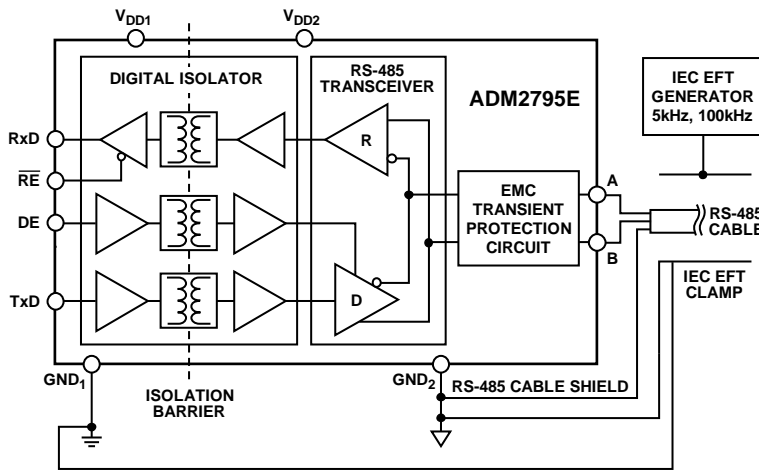 VDD1
VDD2
DIGITAL ISOLATOR
RS-485
TRANSCEIVER
ADM2795E
IEC EFT
GENERATOR
5kHz, 100kHz
RxD
R
RE
DE
TxD
D
EMC
TRANSIENT
PROTECTION
CIRCUIT
A
B
RS-485
CABLE
IEC EFT
CLAMP
GND1
ISOLATION
BARRIER
GND2
RS-485 CABLE SHIELD